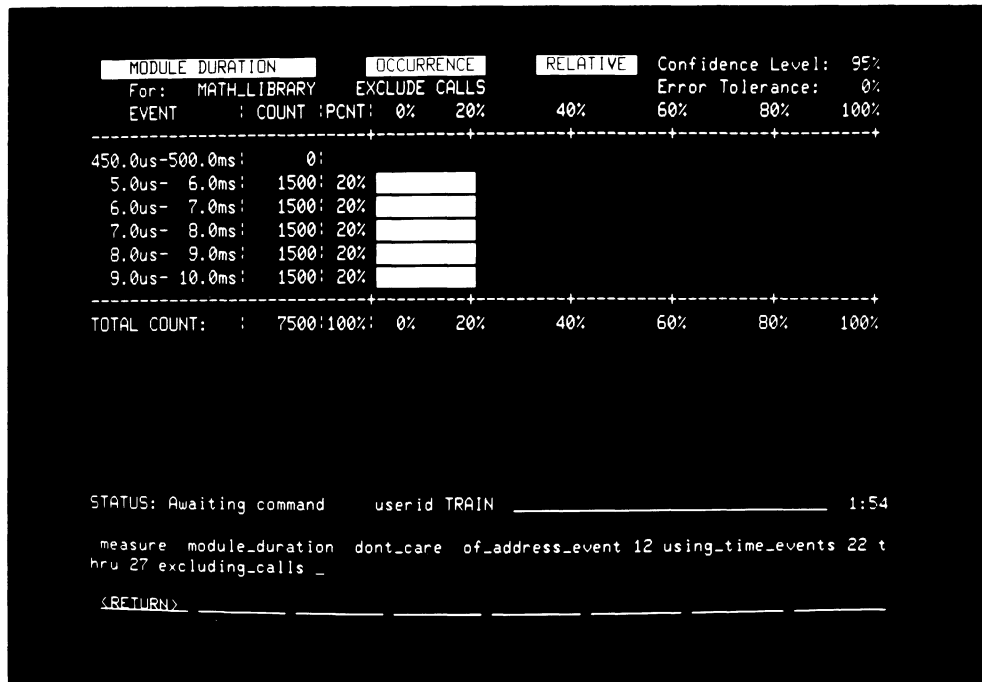 MODULE DURATION OCCURRENCE RELATIVE Confidence Level: 95%
For: MATH_LIBRARY EXCLUDE CALLS Error Tolerance: 0%
EVENT ¦ COUNT ¦PCNT¦ 0% 20% 40% 60% 80% 100%
450.0us-500.0ms¦ 0¦
5.0us- 6.0ms¦ 1500¦ 20%
6.0us- 7.0ms¦ 1500¦ 20%
7.0us- 8.0ms¦ 1500¦ 20%
8.0us- 9.0ms¦ 1500¦ 20%
9.0us- 10.0ms¦ 1500¦ 20%
TOTAL COUNT: ¦ 7500¦100%¦ 0% 20% 40% 60% 80% 100%
STATUS: Awaiting command userid TRAIN 1:54
measure module_duration dont_care of_address_event 12 using_time_events 22 t
hru 27 excluding_calls _
<RETURN>